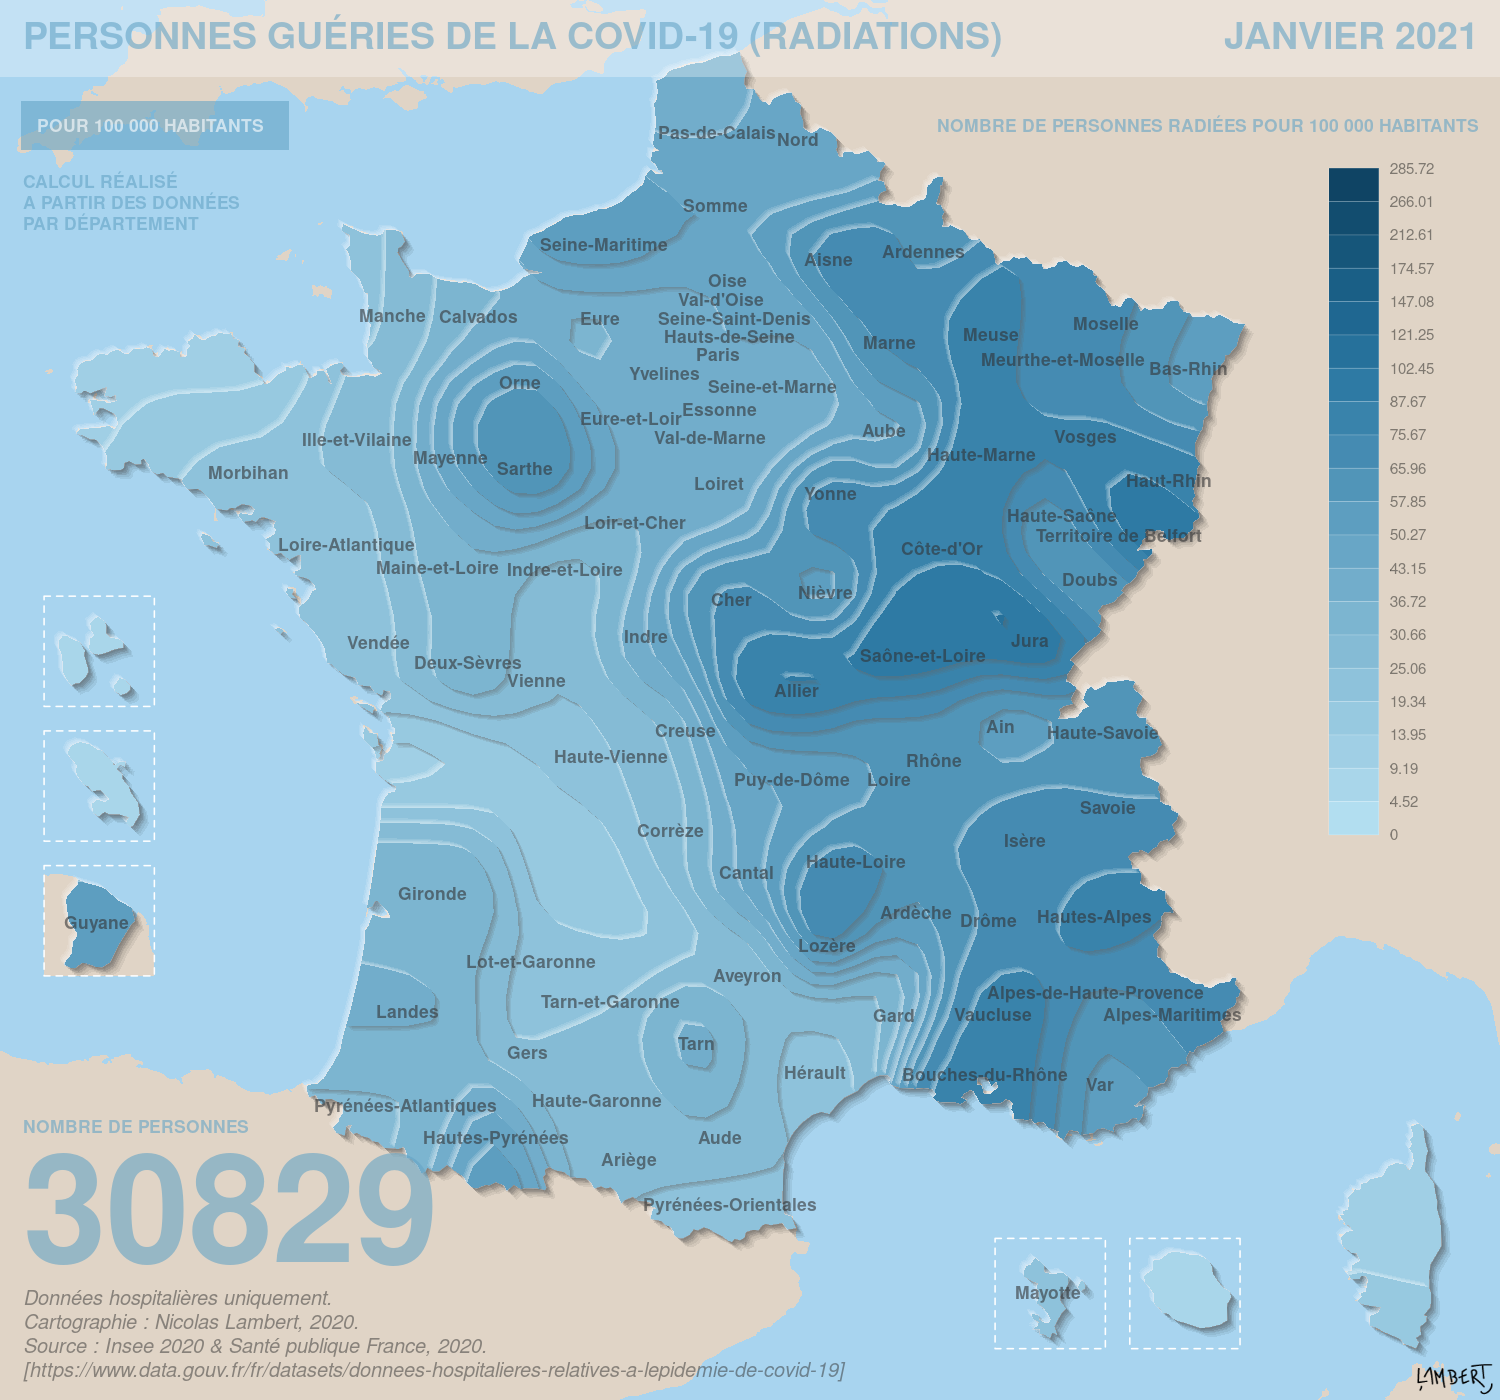 PERSONNES GUÉRIES DE LA COVID-19 (RADIATIONS)
JANVIER 2021
POUR 100 000 HABITANTS
CALCUL RÉALISÉ
A PARTIR DES DONNÉES
PAR DÉPARTEMENT
NOMBRE DE PERSONNES RADIÉES POUR 100 000 HABITANTS
285.72
266.01
212.61
174.57
147.08
121.25
102.45
87.67
75.67
65.96
57.85
50.27
43.15
36.72
30.66
25.06
19.34
13.95
9.19
4.52
0
Pas-de-Calais
Nord
Somme
Seine-Maritime
Aisne
Ardennes
Oise
Val-d'Oise
Manche
Calvados
Eure
Seine-Saint-Denis
Hauts-de-Seine
Paris
Marne
Meuse
Moselle
Meurthe-et-Moselle
Bas-Rhin
Yvelines
Seine-et-Marne
Orne
Eure-et-Loir
Essonne
Val-de-Marne
Aube
Vosges
Ille-et-Vilaine
Mayenne
Sarthe
Morbihan
Loiret
Yonne
Haute-Marne
Haut-Rhin
Loir-et-Cher
Haute-Saône
Territoire de Belfort
Loire-Atlantique
Maine-et-Loire
Indre-et-Loire
Côte-d'Or
Cher
Nièvre
Doubs
Vendée
Indre
Saône-et-Loire
Jura
Deux-Sèvres
Vienne
Allier
Creuse
Ain
Haute-Savoie
Haute-Vienne
Puy-de-Dôme
Loire
Rhône
Savoie
Corrèze
Isère
Cantal
Haute-Loire
Gironde
Ardèche
Drôme
Hautes-Alpes
Guyane
Lozère
Lot-et-Garonne
Aveyron
Alpes-de-Haute-Provence
Tarn-et-Garonne
Landes
Gard
Vaucluse
Alpes-Maritimes
Gers
Tarn
Hérault
Bouches-du-Rhône
Var
Pyrénées-Atlantiques
Haute-Garonne
Hautes-Pyrénées
Aude
Ariège
Pyrénées-Orientales
Mayotte
NOMBRE DE PERSONNES
30829
Données hospitalières uniquement.
Cartographie : Nicolas Lambert, 2020.
Source : Insee 2020 & Santé publique France, 2020.
[https://www.data.gouv.fr/fr/datasets/donnees-hospitalieres-relatives-a-lepidemie-de-covid-19]
LAMBERT